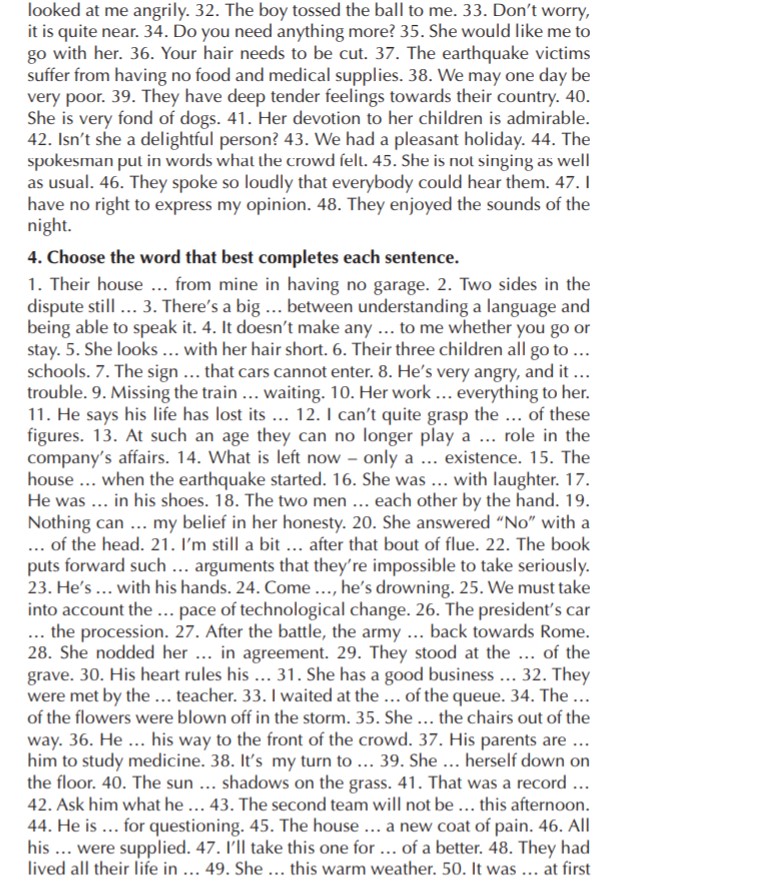 looked at me angrily. 32. The boy tossed the ball to me. 33. Don’t worry,
it is quite near. 34. Do you need anything more? 35. She would like me to
go with her. 36. Your hair needs to be cut. 37. The earthquake victims
suffer from having no food and medical supplies. 38. We may one day be
very poor. 39. They have deep tender feelings towards their country. 40.
She is very fond of dogs. 41. Her devotion to her children is admirable.
42. Isn’t she a delightful person? 43. We had a pleasant holiday. 44. The
spokesman put in words what the crowd felt. 45. She is not singing as well
as usual. 46. They spoke so loudly that everybody could hear them. 47. I
have no right to express my opinion. 48. They enjoyed the sounds of the
night.
4. Choose the word that best completes each sentence.
1. Their house … from mine in having no garage. 2. Two sides in the
dispute still … 3. There’s a big … between understanding a language and
being able to speak it. 4. It doesn’t make any … to me whether you go or
stay. 5. She looks … with her hair short. 6. Their three children all go to …
schools. 7. The sign … that cars cannot enter. 8. He’s very angry, and it …
trouble. 9. Missing the train … waiting. 10. Her work … everything to her.
11. He says his life has lost its … 12. I can’t quite grasp the … of these
figures. 13. At such an age they can no longer play a … role in the
company’s affairs. 14. What is left now – only a … existence. 15. The
house … when the earthquake started. 16. She was … with laughter. 17.
He was … in his shoes. 18. The two men … each other by the hand. 19.
Nothing can … my belief in her honesty. 20. She answered “No” with a
… of the head. 21. I’m still a bit … after that bout of flue. 22. The book
puts forward such … arguments that they’re impossible to take seriously.
23. He’s … with his hands. 24. Come …, he’s drowning. 25. We must take
into account the … pace of technological change. 26. The president’s car
… the procession. 27. After the battle, the army … back towards Rome.
28. She nodded her … in agreement. 29. They stood at the … of the
grave. 30. His heart rules his … 31. She has a good business … 32. They
were met by the … teacher. 33. I waited at the … of the queue. 34. The …
of the flowers were blown off in the storm. 35. She … the chairs out of the
way. 36. He … his way to the front of the crowd. 37. His parents are …
him to study medicine. 38. It’s my turn to … 39. She … herself down on
the floor. 40. The sun … shadows on the grass. 41. That was a record …
42. Ask him what he … 43. The second team will not be … this afternoon.
44. He is … for questioning. 45. The house … a new coat of pain. 46. All
his … were supplied. 47. I’ll take this one for … of a better. 48. They had
lived all their life in … 49. She … this warm weather. 50. It was … at first